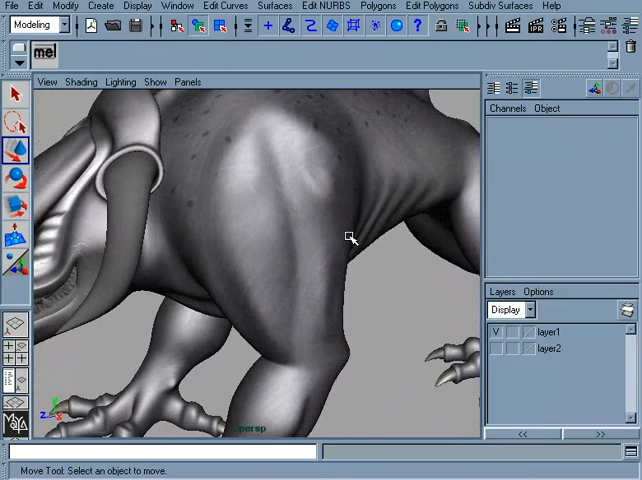 File Edit Modify Create Display Window Edit Curves Surfaces Edit NURBS Polygons Edit Polygons Subdiv Surfaces Help
Modeling
mel
View Shading Lighting Show Panels
Channels Object
Layers Options
Display
V layer1
layer2
y
z x
persp
MAYA
<< >>
Move Tool: Select an object to move.